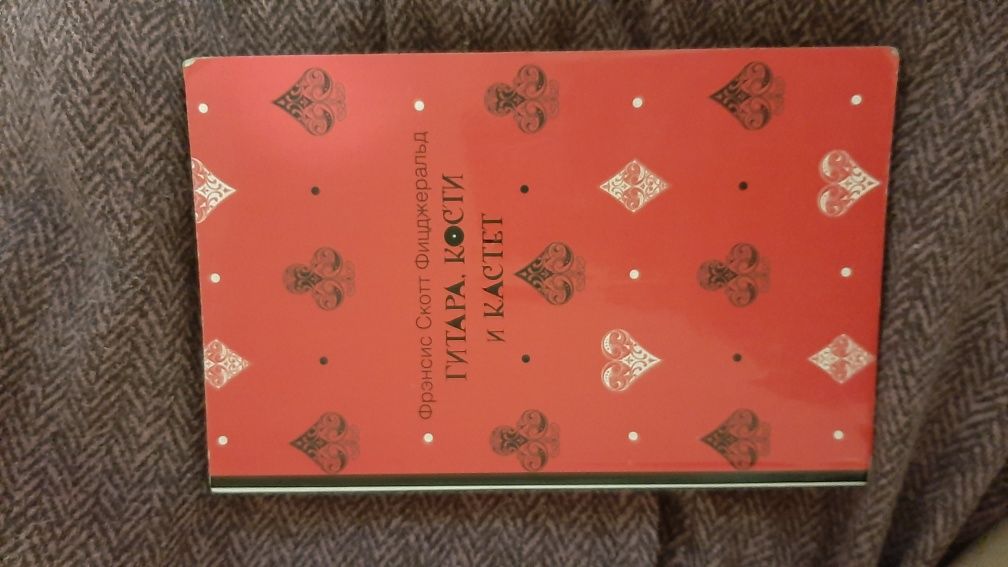 Фрэнсис Скотт Фицджеральд
ГИТАРА, КОСТИ
И КАСТЕТ